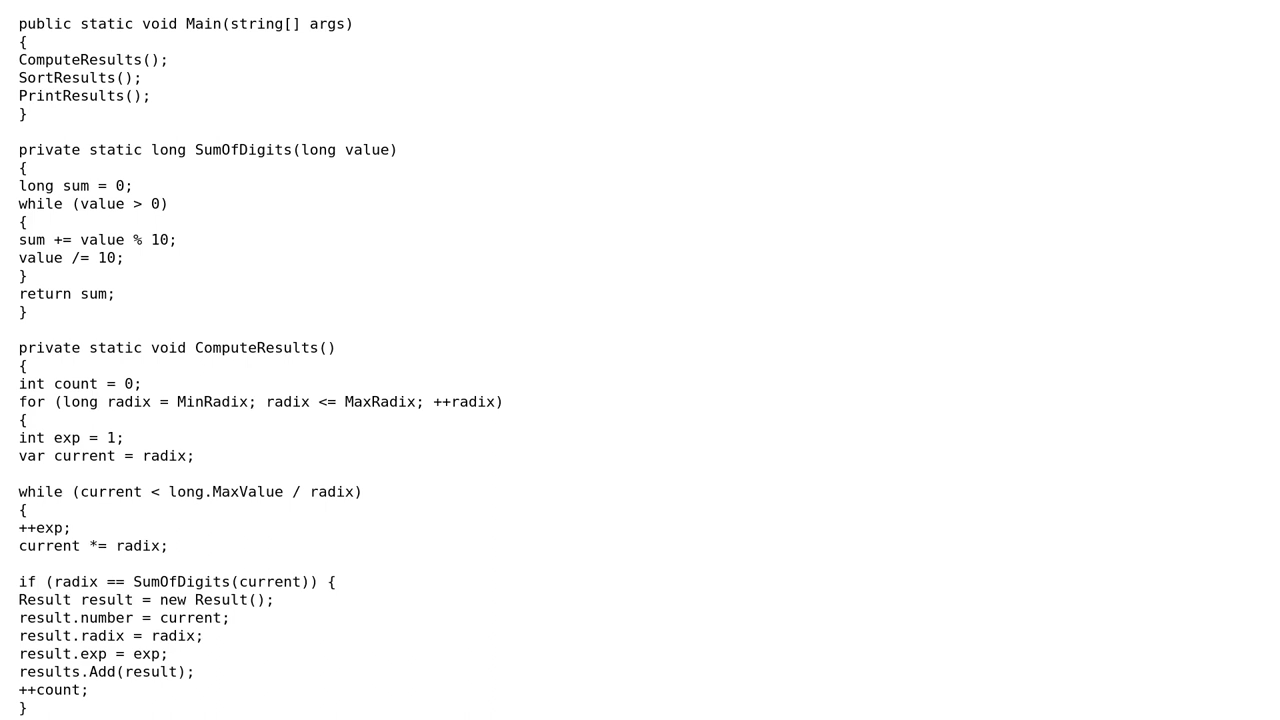 public static void Main(string[] args)
{
ComputeResults();
SortResults();
PrintResults();
}

private static long SumOfDigits(long value)
{
long sum = 0;
while (value > 0)
{
sum += value % 10;
value /= 10;
}
return sum;
}

private static void ComputeResults()
{
int count = 0;
for (long radix = MinRadix; radix <= MaxRadix; ++radix)
{
int exp = 1;
var current = radix;

while (current < long.MaxValue / radix)
{
++exp;
current *= radix;

if (radix == SumOfDigits(current)) {
Result result = new Result();
result.number = current;
result.radix = radix;
result.exp = exp;
results.Add(result);
++count;
}